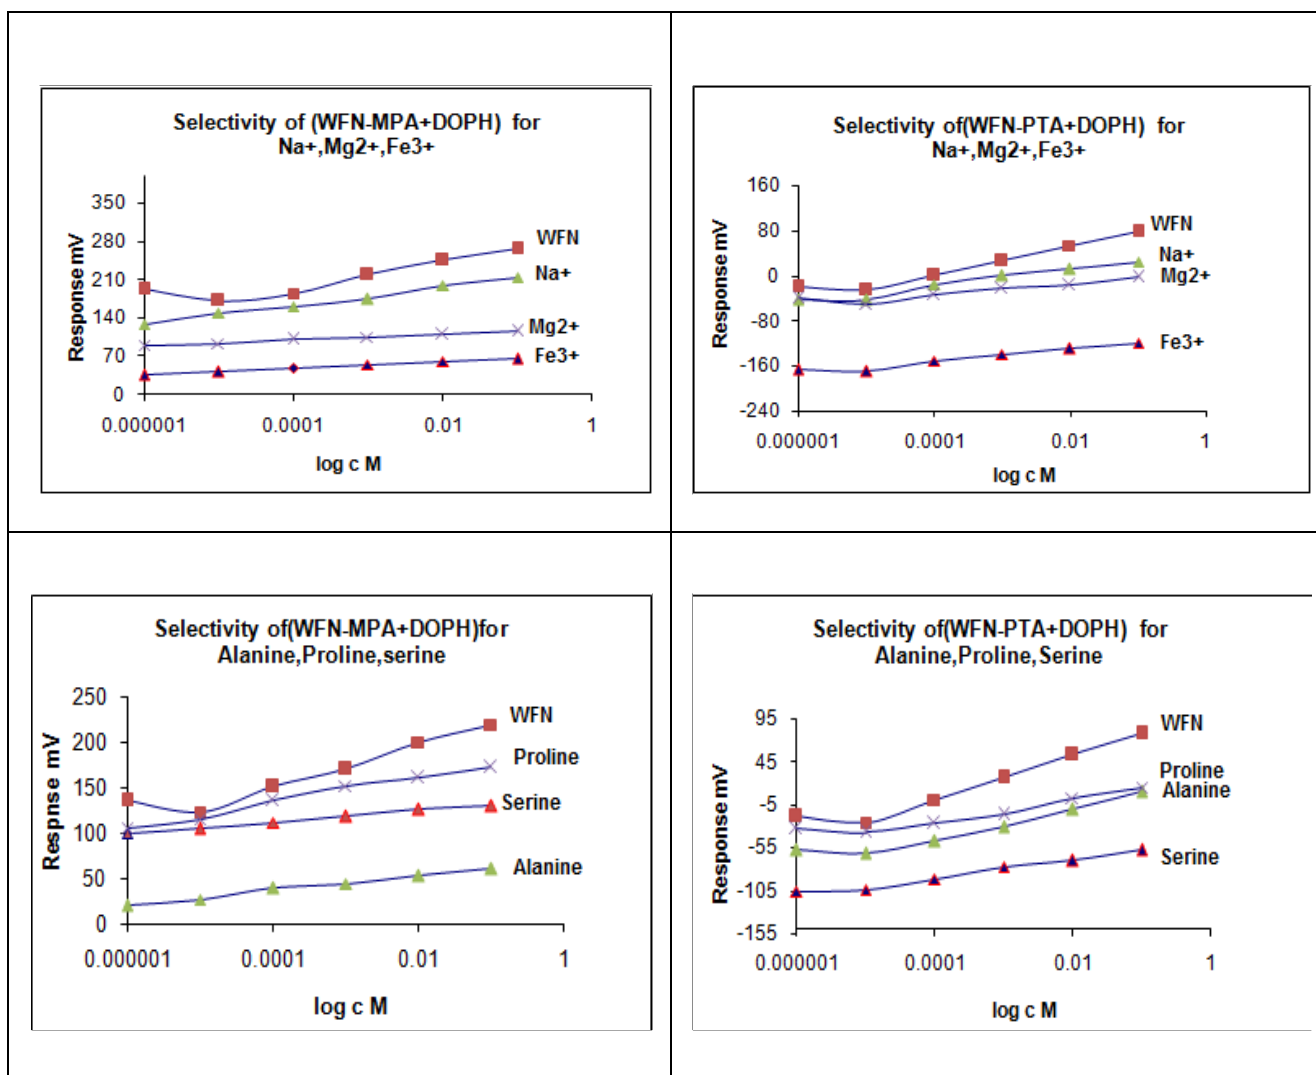 Selectivity of (WFN-MPA+DOPH) for
Na+,Mg2+,Fe3+
Response mV
350
280
210
140
70
0
WFN
Na+
Mg2+
Fe3+
0.000001 0.0001 0.01 1
log c M
Selectivity of(WFN-PTA+DOPH) for
Na+,Mg2+,Fe3+
Response mV
160
80
0
-80
-160
-240
WFN
Na+
Mg2+
Fe3+
0.000001 0.0001 0.01 1
log c M
Selectivity of(WFN-MPA+DOPH)for
Alanine,Proline,serine
Respnse mV
250
200
150
100
50
0
WFN
Proline
Serine
Alanine
0.000001 0.0001 0.01 1
log c M
Selectivity of(WFN-PTA+DOPH) for
Alanine,Proline,Serine
Response mV
95
45
-5
-55
-105
-155
WFN
Proline
Alanine
Serine
0.000001 0.0001 0.01 1
log c M